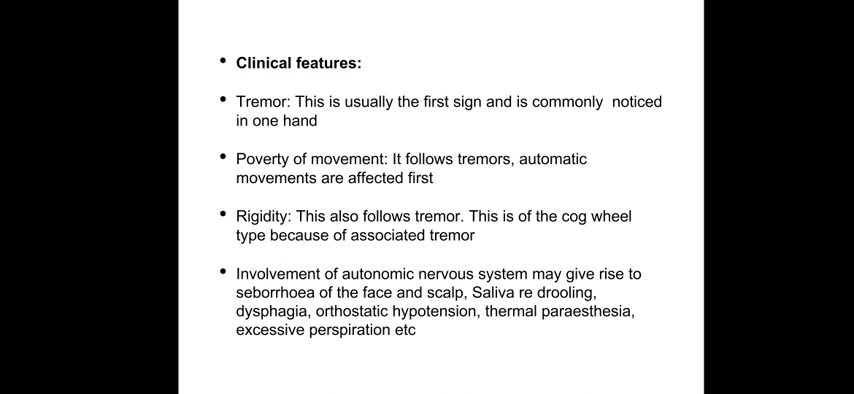 • Clinical features:
• Tremor: This is usually the first sign and is commonly noticed
in one hand
• Poverty of movement: It follows tremors, automatic
movements are affected first
• Rigidity: This also follows tremor. This is of the cog wheel
type because of associated tremor
• Involvement of autonomic nervous system may give rise to
seborrhoea of the face and scalp, Saliva re drooling,
dysphagia, orthostatic hypotension, thermal paraesthesia,
excessive perspiration etc